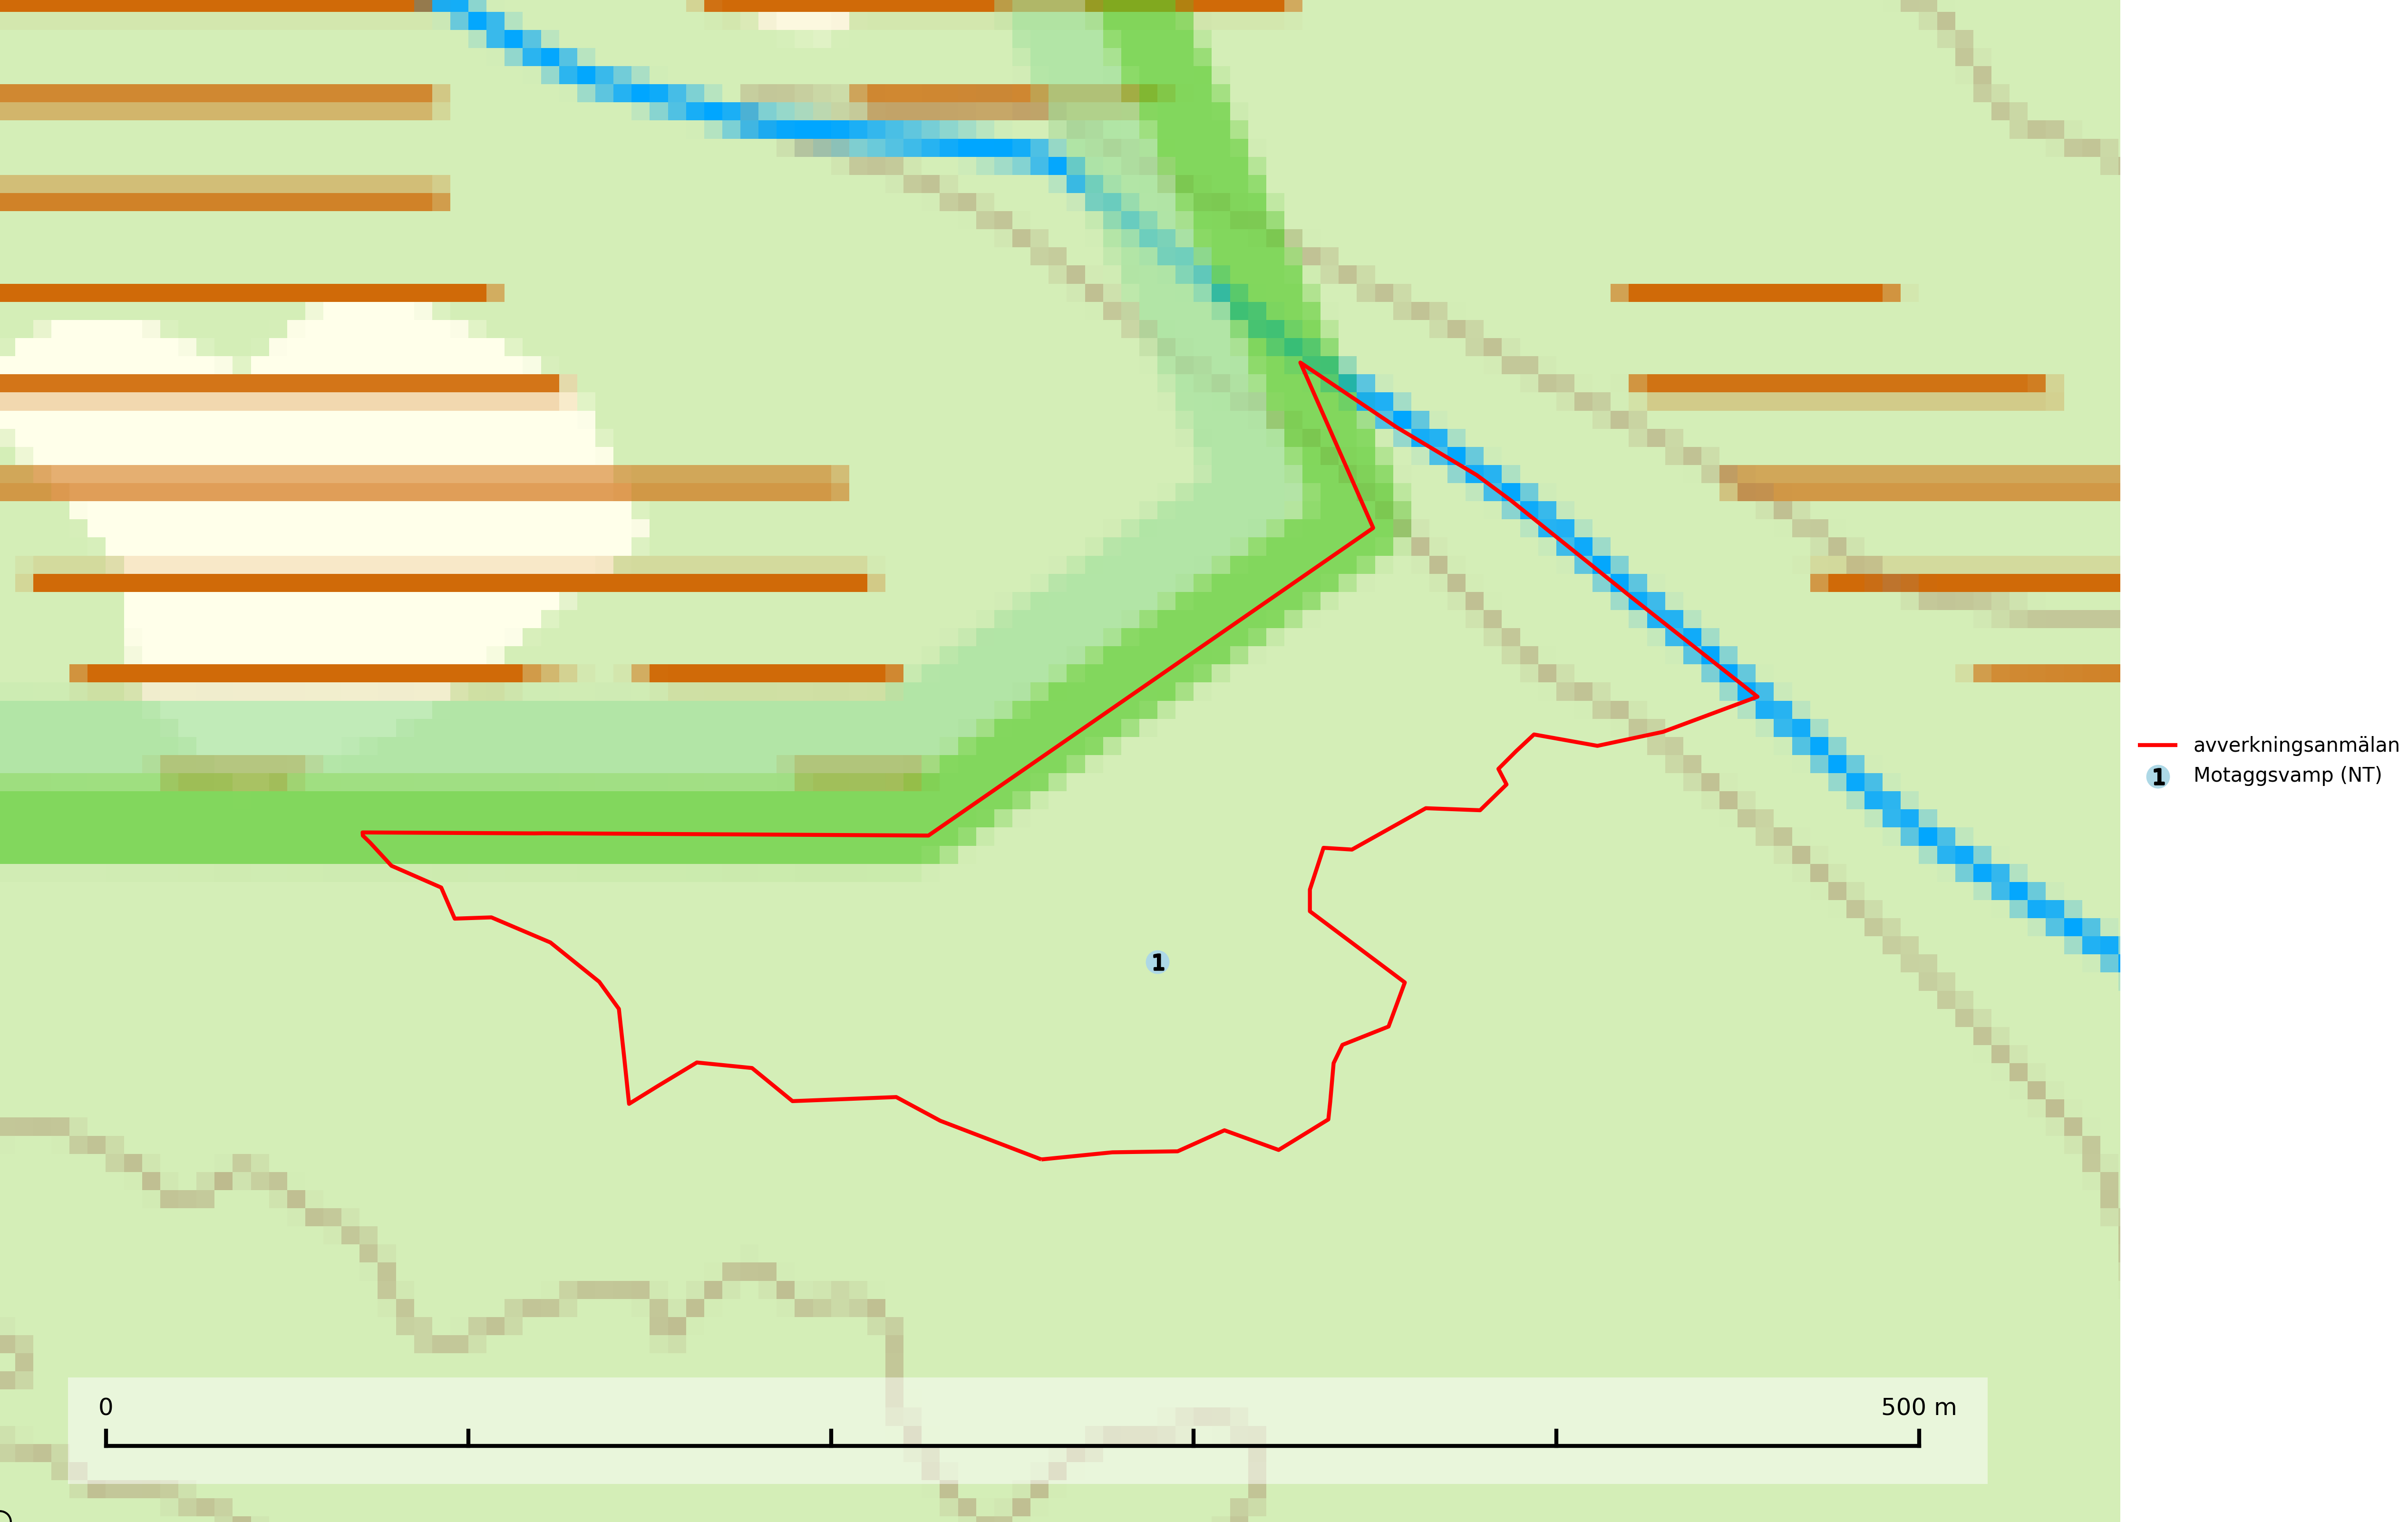 avverkningsanmälan
1 Motaggsvamp (NT)
1
0 500 m